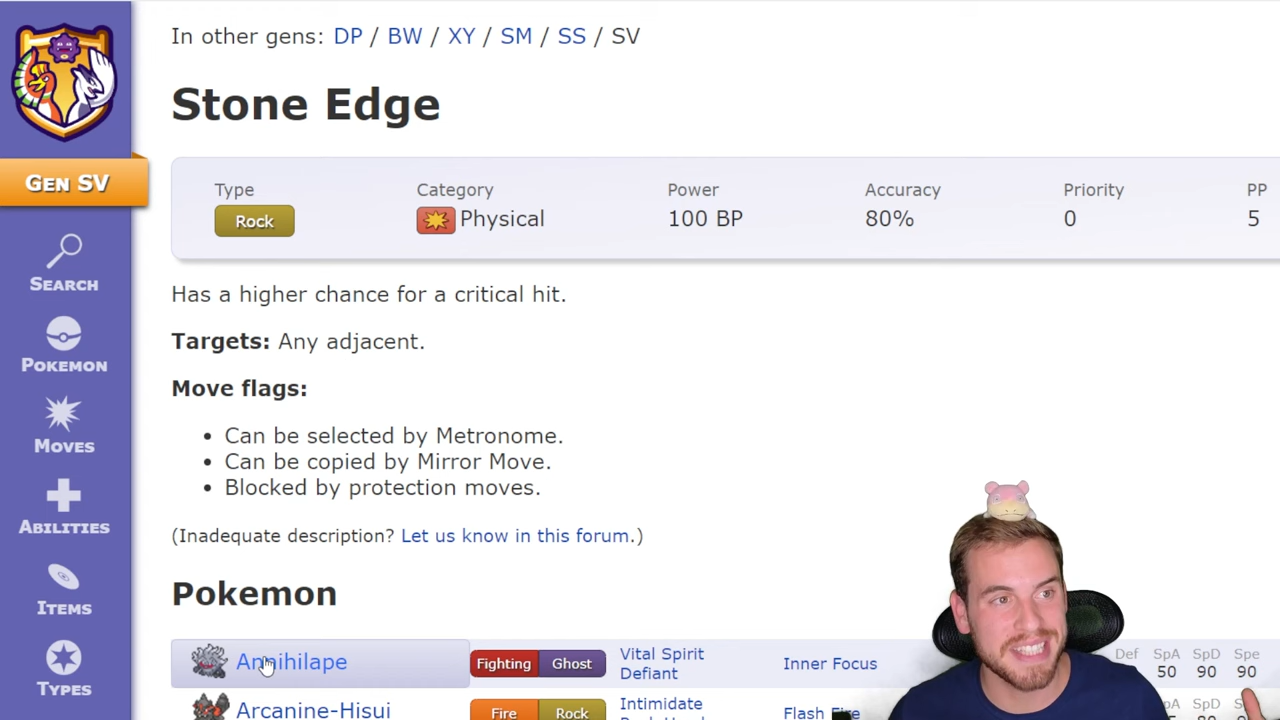 In other gens: DP / BW / XY / SM / SS / SV
Stone Edge
GEN SV
Type Category Power Accuracy Priority PP
Rock Physical 100 BP 80% 0 5
Has a higher chance for a critical hit.
Targets: Any adjacent.
Move flags:
Can be selected by Metronome.
Can be copied by Mirror Move.
Blocked by protection moves.
(Inadequate description? Let us know in this forum.)
Pokemon
SEARCH
POKEMON
MOVES
ABILITIES
ITEMS
TYPES
Annihilape Fighting Ghost Vital Spirit Inner Focus Def SpA SpD Spe
Defiant 50 90 90
Arcanine-Hisui Fire Rock Intimidate